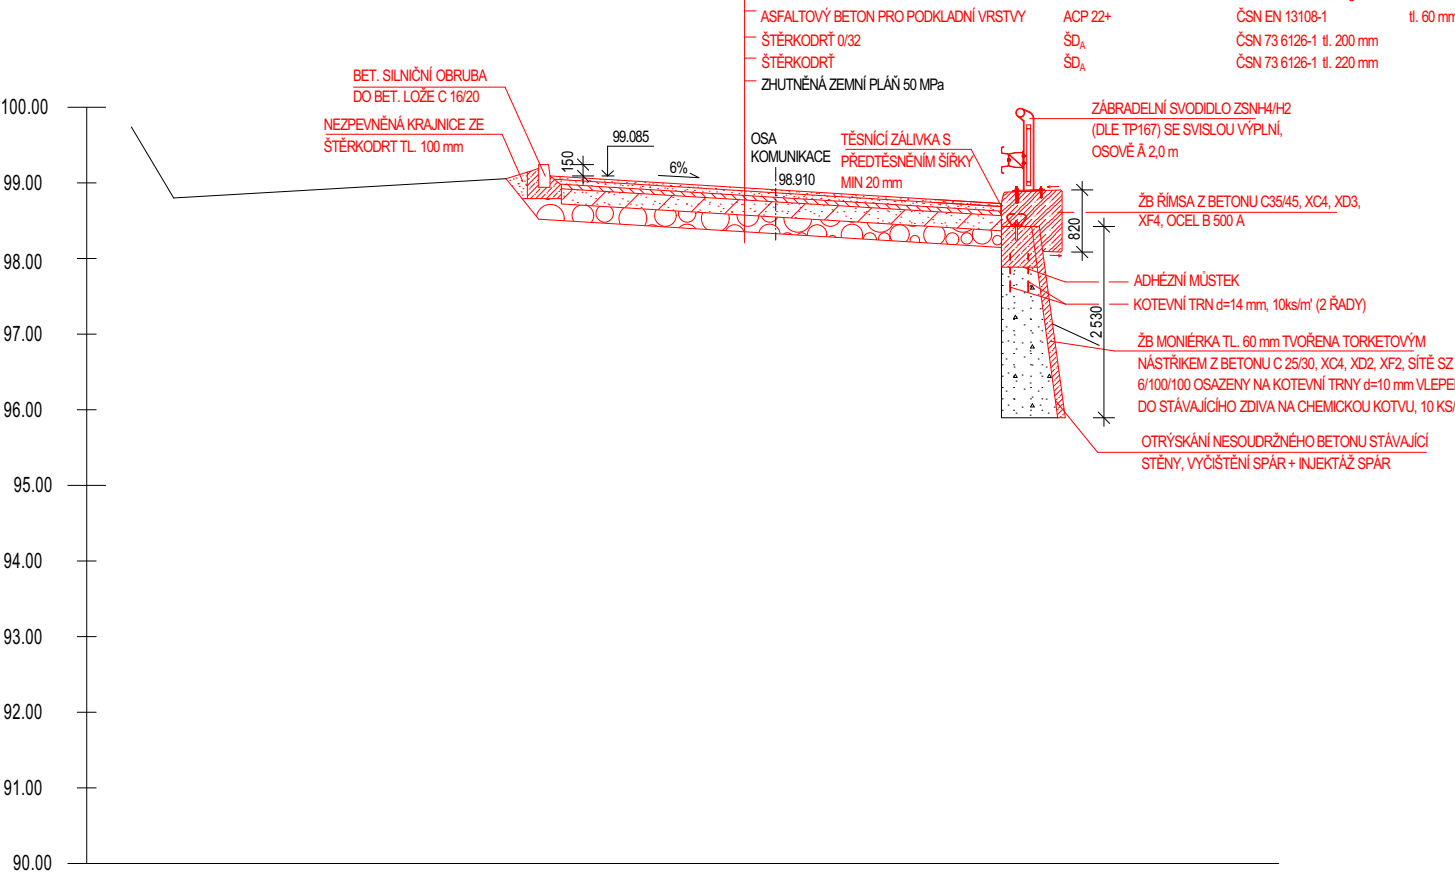 ASFALTOVÝ BETON PRO PODKLADNÍ VRSTVY ACP 22+ ČSN EN 13108-1 tl. 60 mm
ŠTĚRKODRŤ 0/32 ŠDA ČSN 73 6126-1 tl. 200 mm
ŠTĚRKODRŤ ŠDA ČSN 73 6126-1 tl. 220 mm
ZHUTNĚNÁ ZEMNÍ PLÁŇ 50 MPa
BET. SILNIČNÍ OBRUBA
DO BET. LOŽE C 16/20
NEZPEVNĚNÁ KRAJNICE ZE
ŠTĚRKODRT TL. 100 mm
150
99.085
6%
OSA
KOMUNIKACE
98.910
TĚSNÍCÍ ZÁLIVKA S
PŘEDTĚSNĚNÍM ŠÍŘKY
MIN 20 mm
ZÁBRADELNÍ SVODIDLO ZSNH4/H2
(DLE TP167) SE SVISLOU VÝPLNÍ,
OSOVĚ Á 2,0 m
ŽB ŘÍMSA Z BETONU C35/45, XC4, XD3,
XF4, OCEL B 500 A
820
ADHÉZNÍ MŮSTEK
KOTEVNÍ TRN d=14 mm, 10ks/m' (2 ŘADY)
2 530
ŽB MONIÉRKA TL. 60 mm TVOŘENA TORKETOVÝM
NÁSTŘIKEM Z BETONU C 25/30, XC4, XD2, XF2, SÍTĚ SZ
6/100/100 OSAZENY NA KOTEVNÍ TRNY d=10 mm VLEPE
DO STÁVAJÍCÍHO ZDIVA NA CHEMICKOU KOTVU, 10 KS/
OTRÝSKÁNÍ NESOUDRŽNÉHO BETONU STÁVAJÍCÍ
STĚNY, VYČIŠTĚNÍ SPÁR + INJEKTÁŽ SPÁR
100.00
99.00
98.00
97.00
96.00
95.00
94.00
93.00
92.00
91.00
90.00